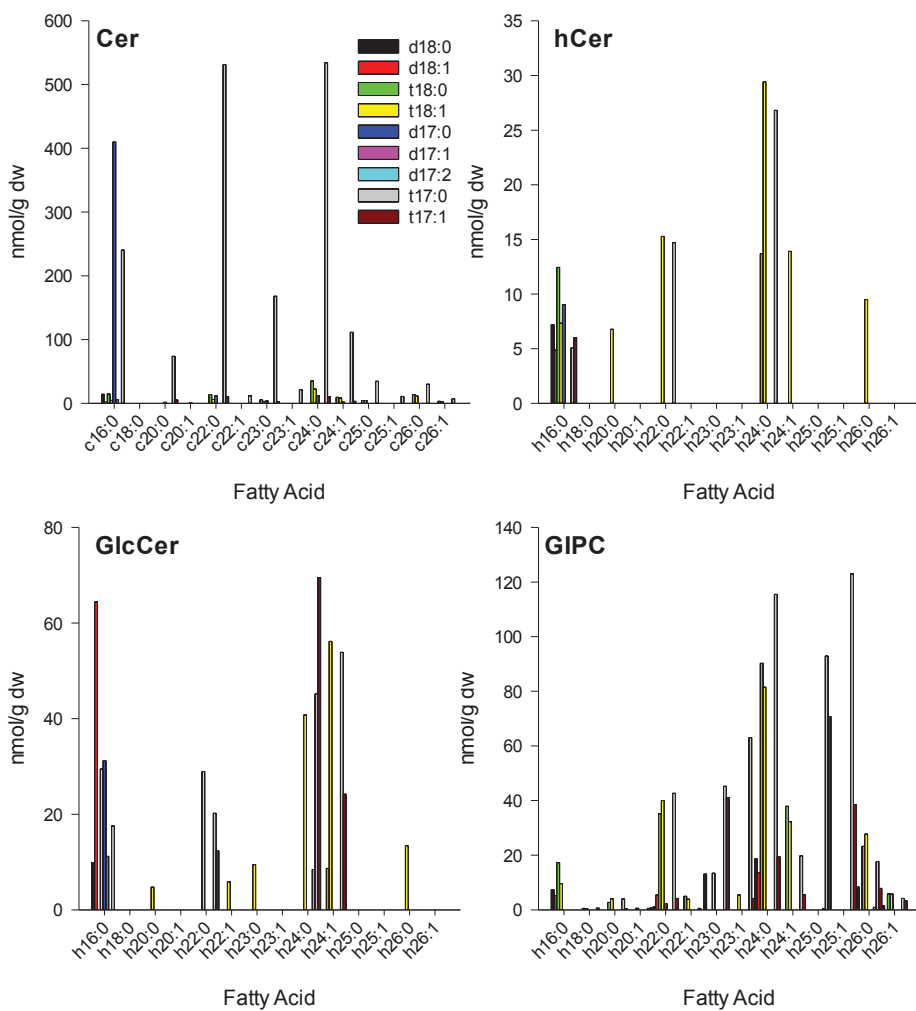 Cer
nmol/g dw
600
500
400
300
200
100
0
d18:0
d18:1
t18:0
t18:1
d17:0
d17:1
d17:2
t17:0
t17:1
c16:0 c18:0 c20:0 c20:1 c22:0 c22:1 c23:0 c23:1 c24:0 c24:1 c25:0 c25:1 c26:0 c26:1
Fatty Acid
hCer
nmol/g dw
35
30
25
20
15
10
5
0
h16:0 h18:0 h20:0 h20:1 h22:0 h22:1 h23:0 h23:1 h24:0 h24:1 h25:0 h25:1 h26:0 h26:1
Fatty Acid
GlcCer
nmol/g dw
80
60
40
20
0
h16:0 h18:0 h20:0 h20:1 h22:0 h22:1 h23:0 h23:1 h24:0 h24:1 h25:0 h25:1 h26:0 h26:1
Fatty Acid
GIPC
nmol/g dw
140
120
100
80
60
40
20
0
h16:0 h18:0 h20:0 h20:1 h22:0 h22:1 h23:0 h23:1 h24:0 h24:1 h25:0 h25:1 h26:0 h26:1
Fatty Acid